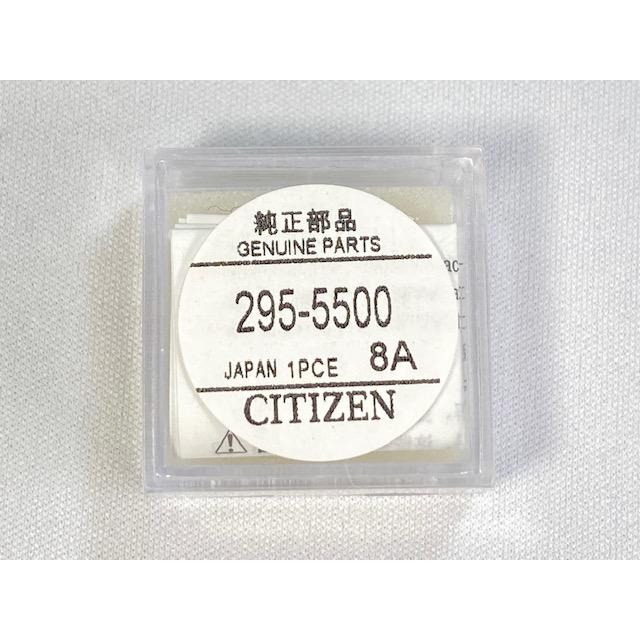 純正部品
GENUINE PARTS
295-5500
JAPAN 1PCE 8A
CITIZEN